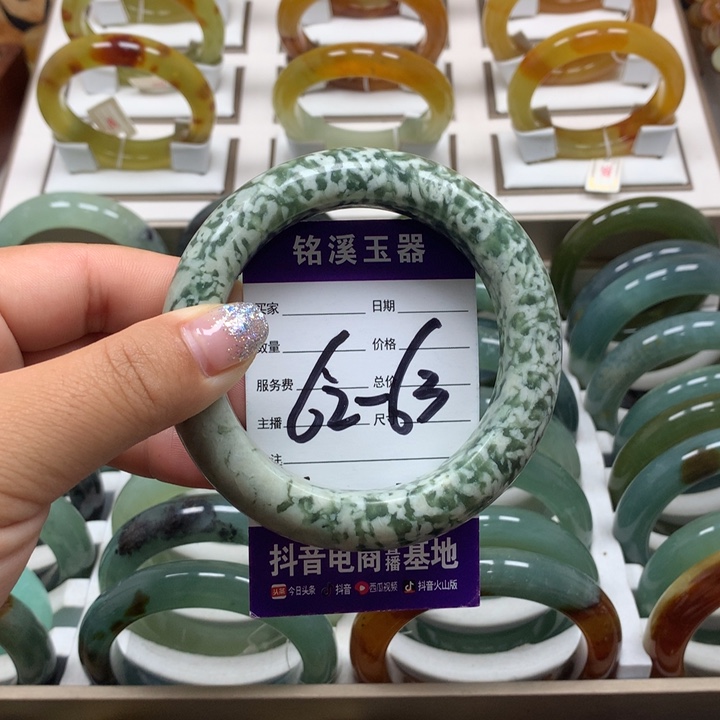 铭溪玉器
买家 日期
数量 价格
服务费 总价
62-63
主播 尺寸
注
抖音电商直播基地
今日头条 抖音 西瓜视频 抖音火山版